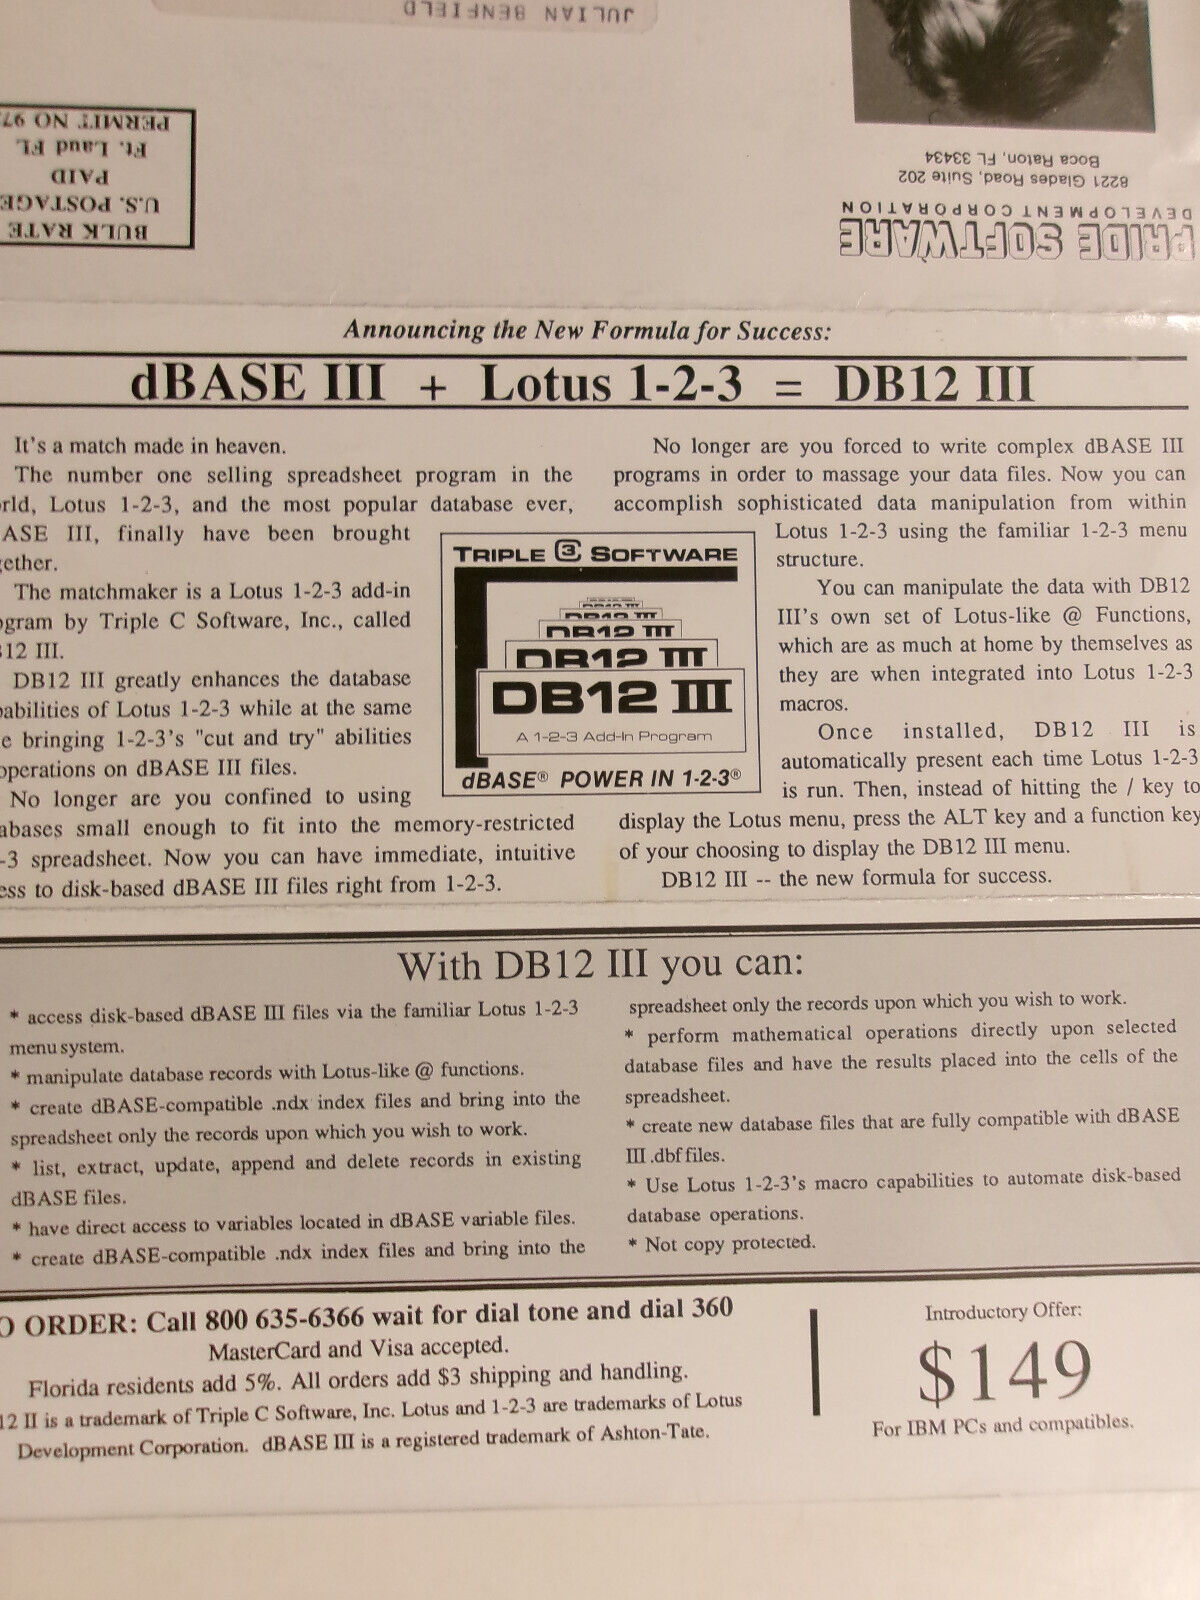 JULIAN BENFIELD
PERMIT NO 97
Ft. Laud FL
PAID
U.S. POSTAGE
BULK RATE
Boca Raton, FL 33434
8221 Glades Road, Suite 202
DEVELOPMENT CORPORATION
PRIDE SOFTWARE
Announcing the New Formula for Success:
dBASE III + Lotus 1-2-3 = DB12 III
It's a match made in heaven.
The number one selling spreadsheet program in the
rld, Lotus 1-2-3, and the most popular database ever,
ASE III, finally have been brought
ether.
The matchmaker is a Lotus 1-2-3 add-in
gram by Triple C Software, Inc., called
12 III.
DB12 III greatly enhances the database
abilities of Lotus 1-2-3 while at the same
e bringing 1-2-3's "cut and try" abilities
operations on dBASE III files.
No longer are you confined to using
abases small enough to fit into the memory-restricted
-3 spreadsheet. Now you can have immediate, intuitive
ess to disk-based dBASE III files right from 1-2-3.
TRIPLE C SOFTWARE
DB12 III
DB12 III
DB12 III
DB12 III
DB12 III
A 1-2-3 Add-In Program
dBASE® POWER IN 1-2-3®
No longer are you forced to write complex dBASE III
programs in order to massage your data files. Now you can
accomplish sophisticated data manipulation from within
Lotus 1-2-3 using the familiar 1-2-3 menu
structure.
You can manipulate the data with DB12
III's own set of Lotus-like @ Functions,
which are as much at home by themselves as
they are when integrated into Lotus 1-2-3
macros.
Once installed, DB12 III is
automatically present each time Lotus 1-2-3
is run. Then, instead of hitting the / key to
display the Lotus menu, press the ALT key and a function key
of your choosing to display the DB12 III menu.
DB12 III -- the new formula for success.
With DB12 III you can:
* access disk-based dBASE III files via the familiar Lotus 1-2-3
menu system.
* manipulate database records with Lotus-like @ functions.
* create dBASE-compatible .ndx index files and bring into the
spreadsheet only the records upon which you wish to work.
* list, extract, update, append and delete records in existing
dBASE files.
* have direct access to variables located in dBASE variable files.
* create dBASE-compatible .ndx index files and bring into the
spreadsheet only the records upon which you wish to work.
* perform mathematical operations directly upon selected
database files and have the results placed into the cells of the
spreadsheet.
* create new database files that are fully compatible with dBASE
III .dbf files.
* Use Lotus 1-2-3's macro capabilities to automate disk-based
database operations.
* Not copy protected.
O ORDER: Call 800 635-6366 wait for dial tone and dial 360
MasterCard and Visa accepted.
Florida residents add 5%. All orders add $3 shipping and handling.
12 II is a trademark of Triple C Software, Inc. Lotus and 1-2-3 are trademarks of Lotus
Development Corporation. dBASE III is a registered trademark of Ashton-Tate.
Introductory Offer:
$149
For IBM PCs and compatibles.